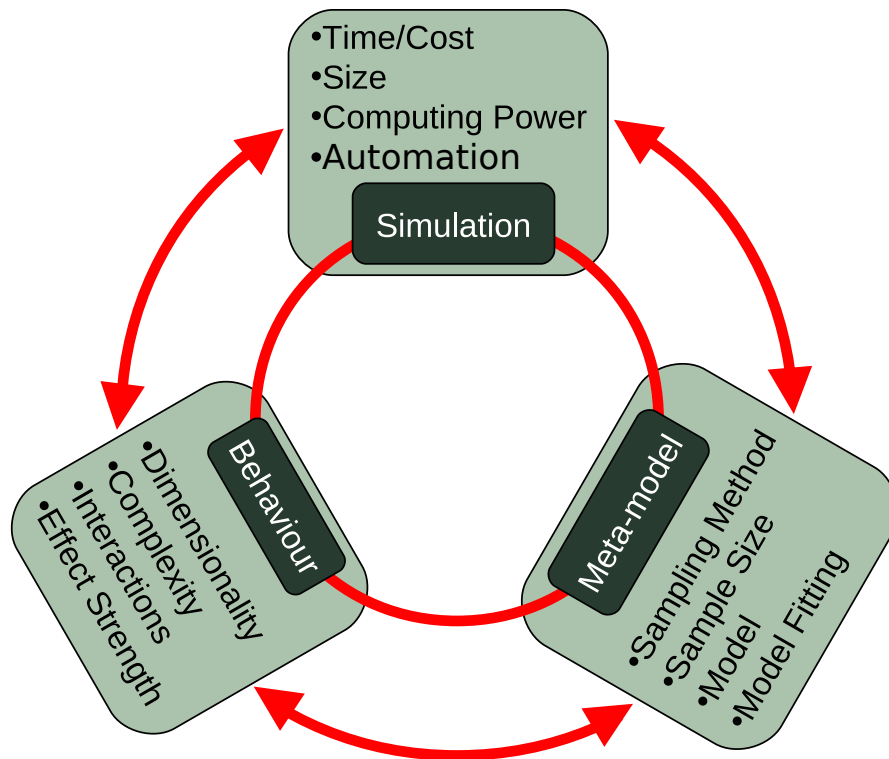 •Time/Cost
•Size
•Computing Power
•Automation
Simulation
Behaviour
•Dimensionality
•Complexity
•Interactions
•Effect Strength
Meta-model
•Sampling Method
•Sample Size
•Model
•Model Fitting